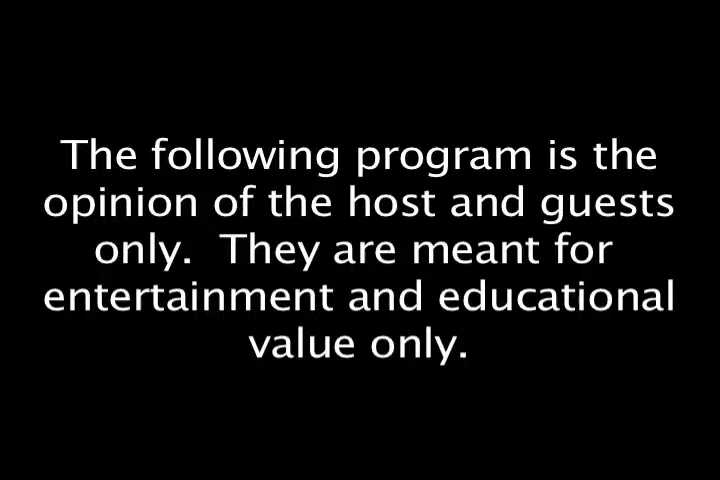 The following program is the
opinion of the host and guests
only.  They are meant for
entertainment and educational
value only.